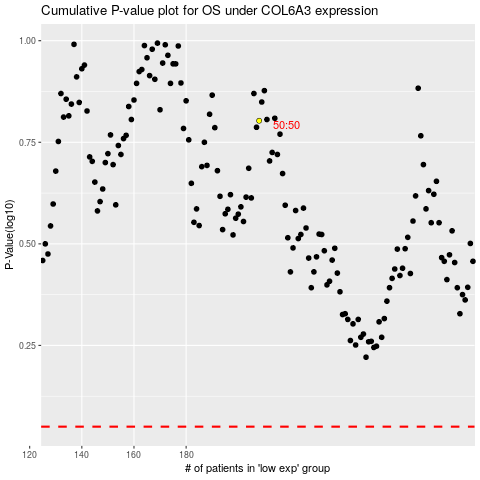 Cumulative P-value plot for OS under COL6A3 expression
1.00
0.75
0.50
0.25
P-Value(log10)
50:50
120 140 160 180
# of patients in 'low exp' group